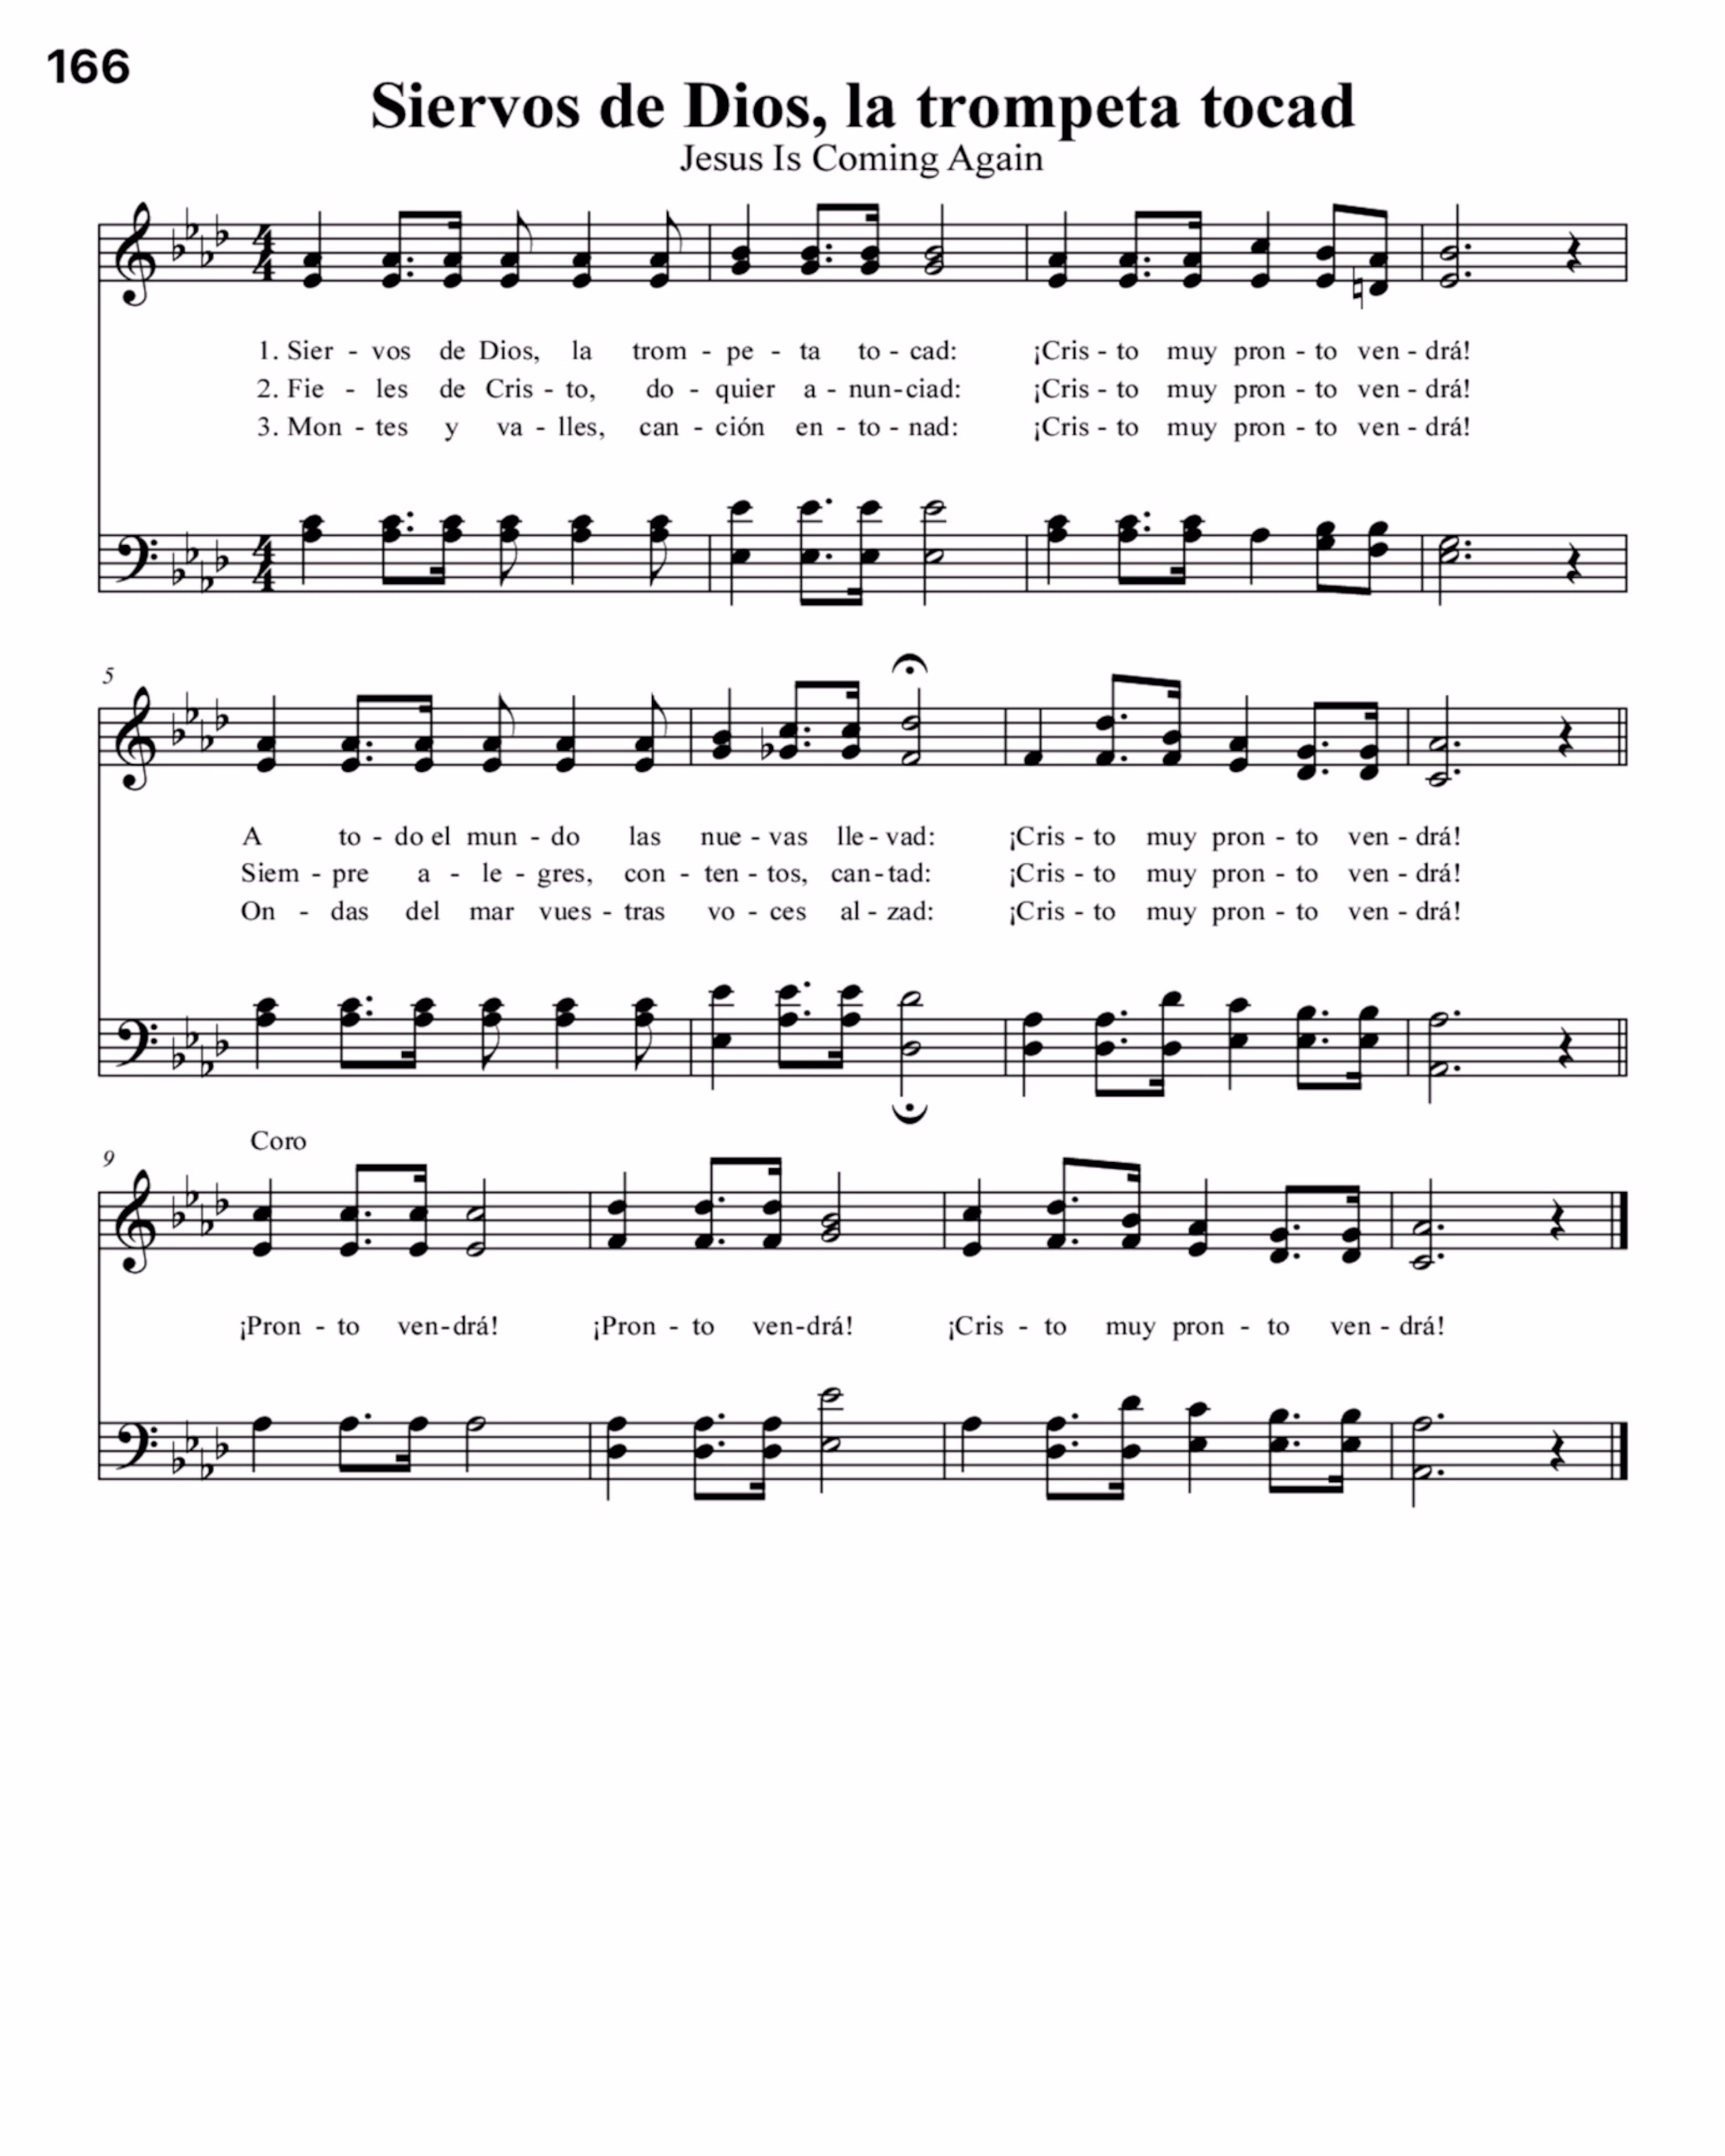 166
Siervos de Dios, la trompeta tocad
Jesus Is Coming Again
1. Sier - vos de Dios, la trom - pe - ta to - cad: ¡Cris - to muy pron - to ven - drá!
2. Fie - les de Cris - to, do - quier a - nun - ciad: ¡Cris - to muy pron - to ven - drá!
3. Mon - tes y va - lles, can - ción en - to - nad: ¡Cris - to muy pron - to ven - drá!
5
A to - do el mun - do las nue - vas lle - vad: ¡Cris - to muy pron - to ven - drá!
Siem - pre a - le - gres, con - ten - tos, can - tad: ¡Cris - to muy pron - to ven - drá!
On - das del mar vues - tras vo - ces al - zad: ¡Cris - to muy pron - to ven - drá!
Coro
9
¡Pron - to ven - drá! ¡Pron - to ven - drá! ¡Cris - to muy pron - to ven - drá!